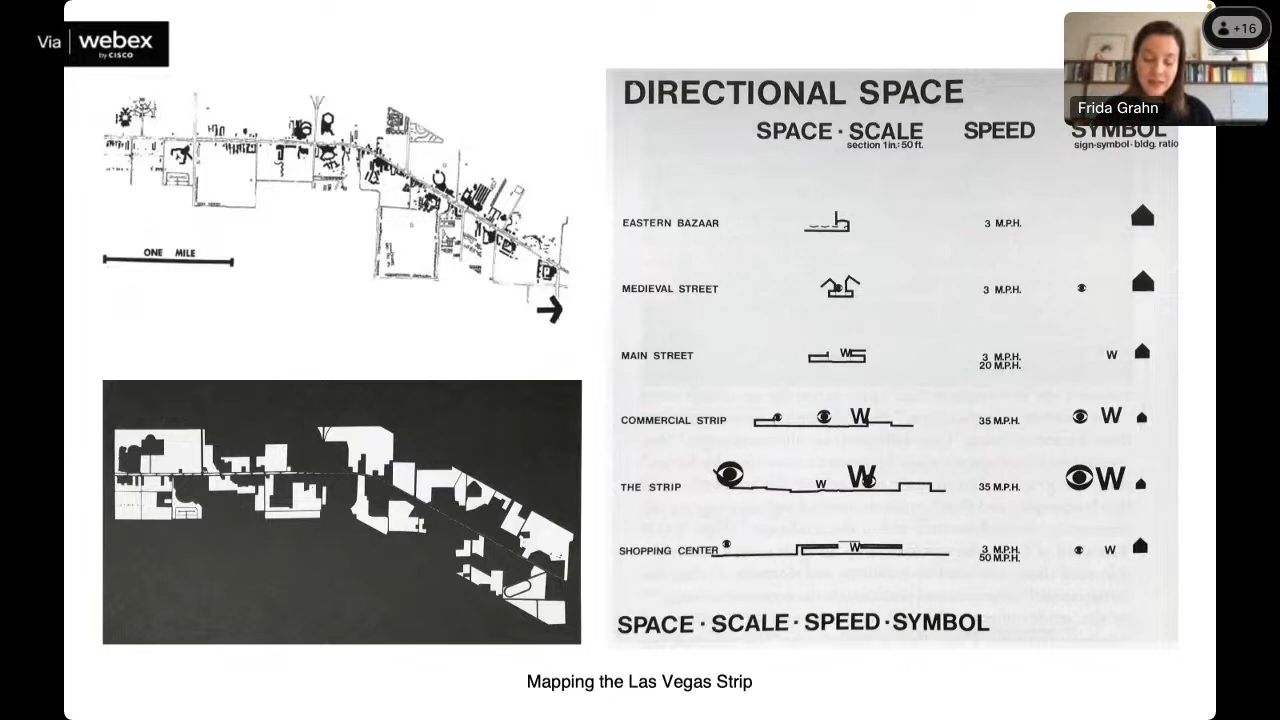 Via webex
by CISCO
+16
Frida Grahn
ONE MILE
DIRECTIONAL SPACE
SPACE · SCALE SPEED SYMBOL
section 1 in.: 50 ft. sign-symbol-bldg. ratio
EASTERN BAZAAR 3 M.P.H.
MEDIEVAL STREET 3 M.P.H.
MAIN STREET W 3 M.P.H. W
20 M.P.H.
COMMERCIAL STRIP W 35 M.P.H. W
THE STRIP W W 35 M.P.H. W
SHOPPING CENTER W 3 M.P.H. W
50 M.P.H.
SPACE · SCALE · SPEED · SYMBOL
Mapping the Las Vegas Strip